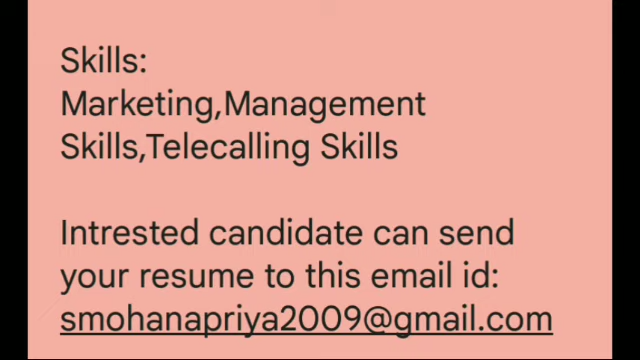 Skills:
Marketing,Management
Skills,Telecalling Skills
Intrested candidate can send
your resume to this email id:
smohanapriya2009@gmail.com